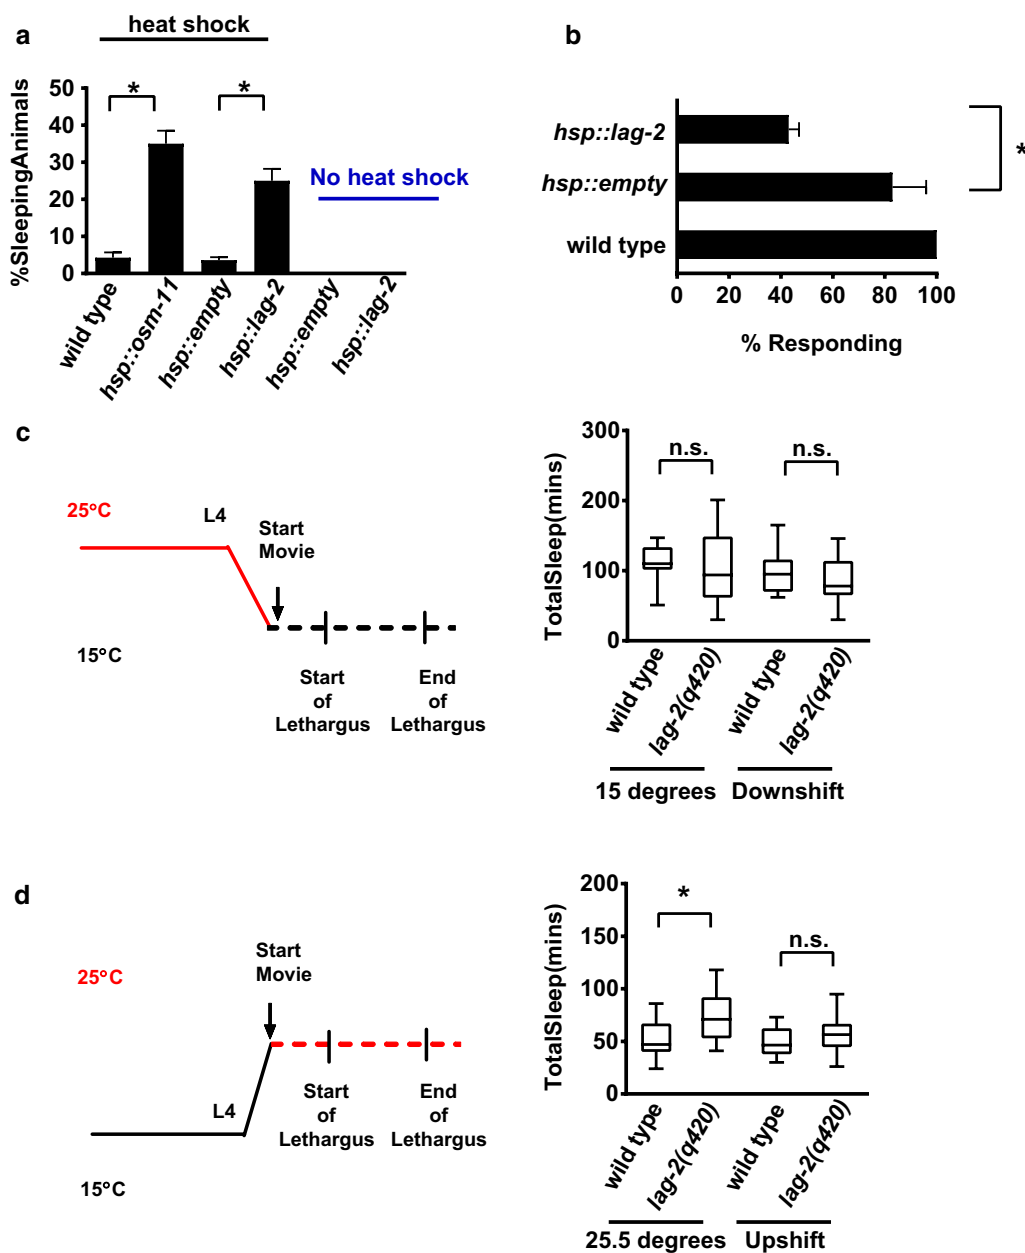 a
heat shock
50
40
30
20
10
0
%SleepingAnimals
*
*
No heat shock
wild type
hsp::osm-11
hsp::empty
hsp::lag-2
hsp::empty
hsp::lag-2
b
hsp::lag-2
hsp::empty
wild type
*
0 20 40 60 80 100
% Responding
c
25°C
L4
Start
Movie
15°C
Start
of
Lethargus
End
of
Lethargus
300
200
100
0
TotalSleep(mins)
n.s.
n.s.
wild type
lag-2(q420)
wild type
lag-2(q420)
15 degrees
Downshift
d
25°C
Start
Movie
L4
15°C
Start
of
Lethargus
End
of
Lethargus
200
150
100
50
0
TotalSleep(mins)
*
n.s.
wild type
lag-2(q420)
wild type
lag-2(q420)
25.5 degrees
Upshift